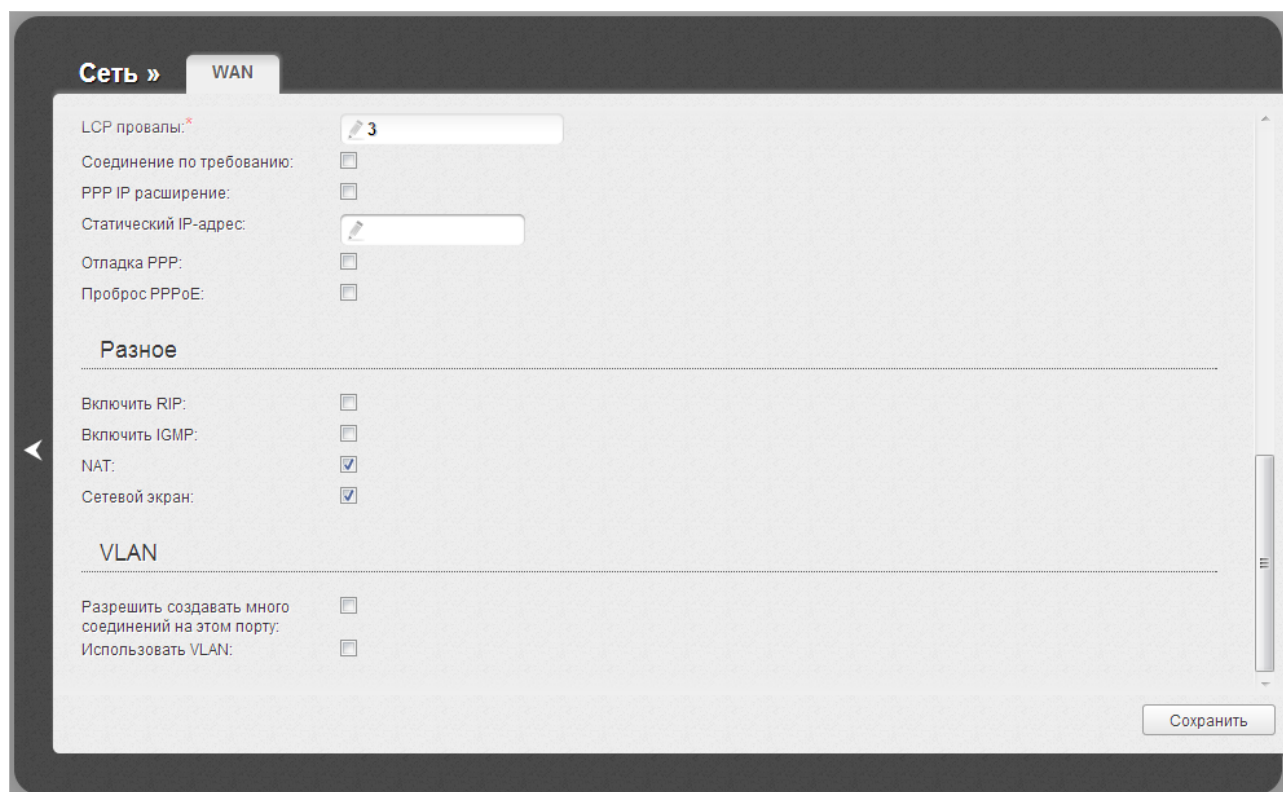 Сеть »
WAN
LCP провалы:*
3
Соединение по требованию:
PPP IP расширение:
Статический IP-адрес:
Отладка PPP:
Проброс PPPoE:
Разное
Включить RIP:
Включить IGMP:
NAT:
Сетевой экран:
VLAN
Разрешить создавать много
соединений на этом порту:
Использовать VLAN:
Сохранить